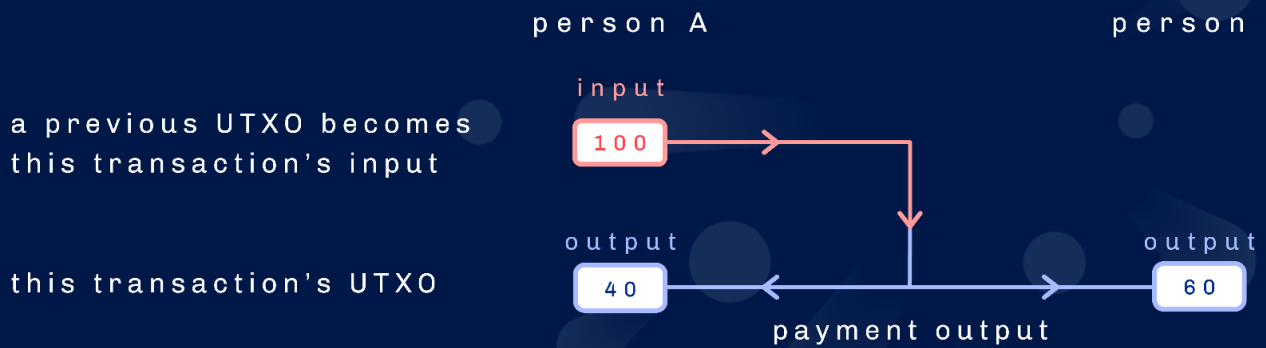 person A
person
input
a previous UTXO becomes
this transaction's input
100
output
output
this transaction's UTXO
40
60
payment output